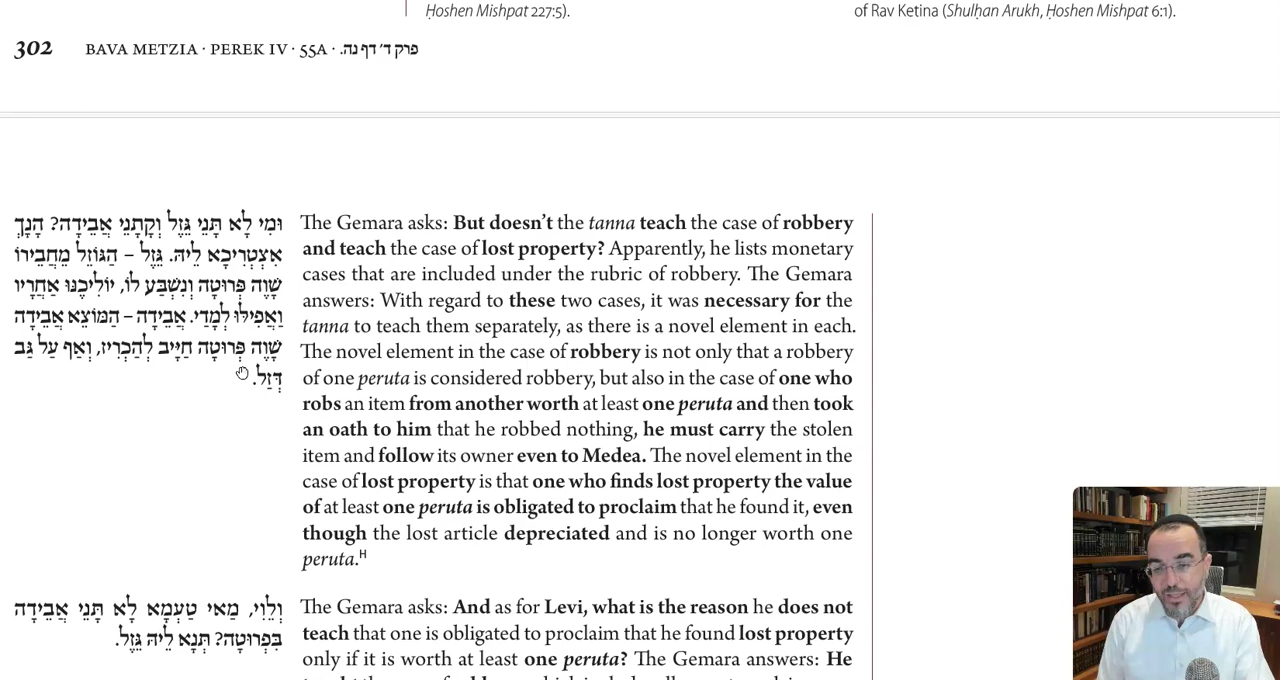 Ḥoshen Mishpat 227:5).
of Rav Ketina (Shulḥan Arukh, Ḥoshen Mishpat 6:1).
302 BAVA METZIA · PEREK IV · 55A · פרק ד׳ דף נה.
וּמִי לָא תָּנֵי גֶּזֶל וְקָתָנֵי אֲבֵידָה? הָנָךְ
אִצְטְרִיכָא לֵיהּ. גֶּזֶל – הַגּוֹזֵל מֵחֲבֵירוֹ
שָׁוֶה פְּרוּטָה וְנִשְׁבַּע לוֹ, יוֹלִיכֶנּוּ אַחֲרָיו
וַאֲפִילּוּ לְמָדַי. אֲבֵידָה – הַמּוֹצֵא אֲבֵידָה
שָׁוֶה פְּרוּטָה חַיָּיב לְהַכְרִיז, וְאַף עַל גַּב
דְּזַל.
The Gemara asks: But doesn't the tanna teach the case of robbery
and teach the case of lost property? Apparently, he lists monetary
cases that are included under the rubric of robbery. The Gemara
answers: With regard to these two cases, it was necessary for the
tanna to teach them separately, as there is a novel element in each.
The novel element in the case of robbery is not only that a robbery
of one peruta is considered robbery, but also in the case of one who
robs an item from another worth at least one peruta and then took
an oath to him that he robbed nothing, he must carry the stolen
item and follow its owner even to Medea. The novel element in the
case of lost property is that one who finds lost property the value
of at least one peruta is obligated to proclaim that he found it, even
though the lost article depreciated and is no longer worth one
peruta.H
וְלֵוִי, מַאי טַעְמָא לָא תָּנֵי אֲבֵידָה
בִּפְרוּטָה? תְּנָא לֵיהּ גֶּזֶל.
The Gemara asks: And as for Levi, what is the reason he does not
teach that one is obligated to proclaim that he found lost property
only if it is worth at least one peruta? The Gemara answers: He